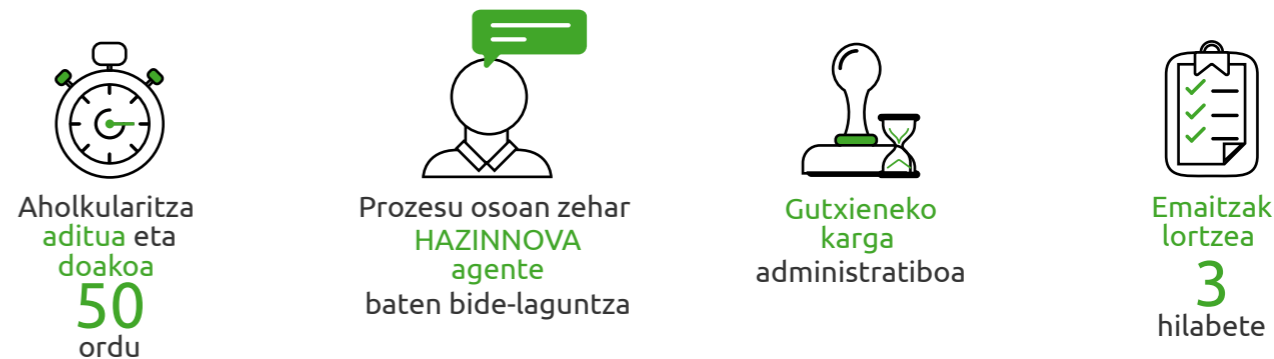 Aholkularitza
aditua eta
doakoa
50
ordu
Prozesu osoan zehar
HAZINNOVA
agente
baten bide-laguntza
Gutxieneko
karga
administratiboa
Emaitzak
lortzea
3
hilabete